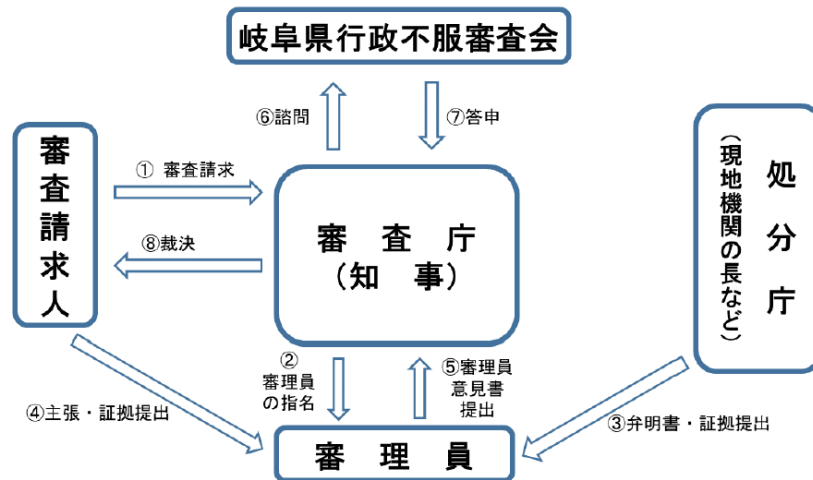 岐阜県行政不服審査会
⑥諮問
⑦答申
審査請求人
① 審査請求
⑧裁決
審 査 庁
（知 事）
処 分 庁
（現地機関の長など）
②
審理員
の指名
⑤審理員
意見書
提出
④主張・証拠提出
③弁明書・証拠提出
審 理 員